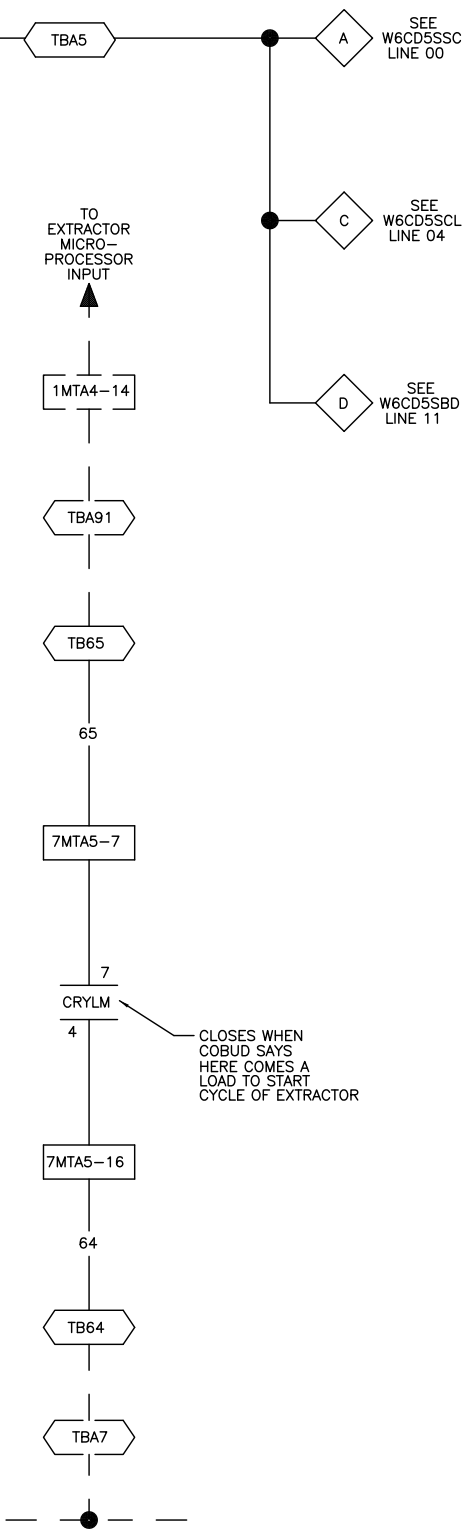 TBA5
A
SEE
W6CD5SSC
LINE 00
C
SEE
W6CD5SCL
LINE 04
D
SEE
W6CD5SBD
LINE 11
TO
EXTRACTOR
MICRO-
PROCESSOR
INPUT
1MTA4-14
TBA91
TB65
65
7MTA5-7
7
CRYLM
4
CLOSES WHEN
COBUD SAYS
HERE COMES A
LOAD TO START
CYCLE OF EXTRACTOR
7MTA5-16
64
TB64
TBA7